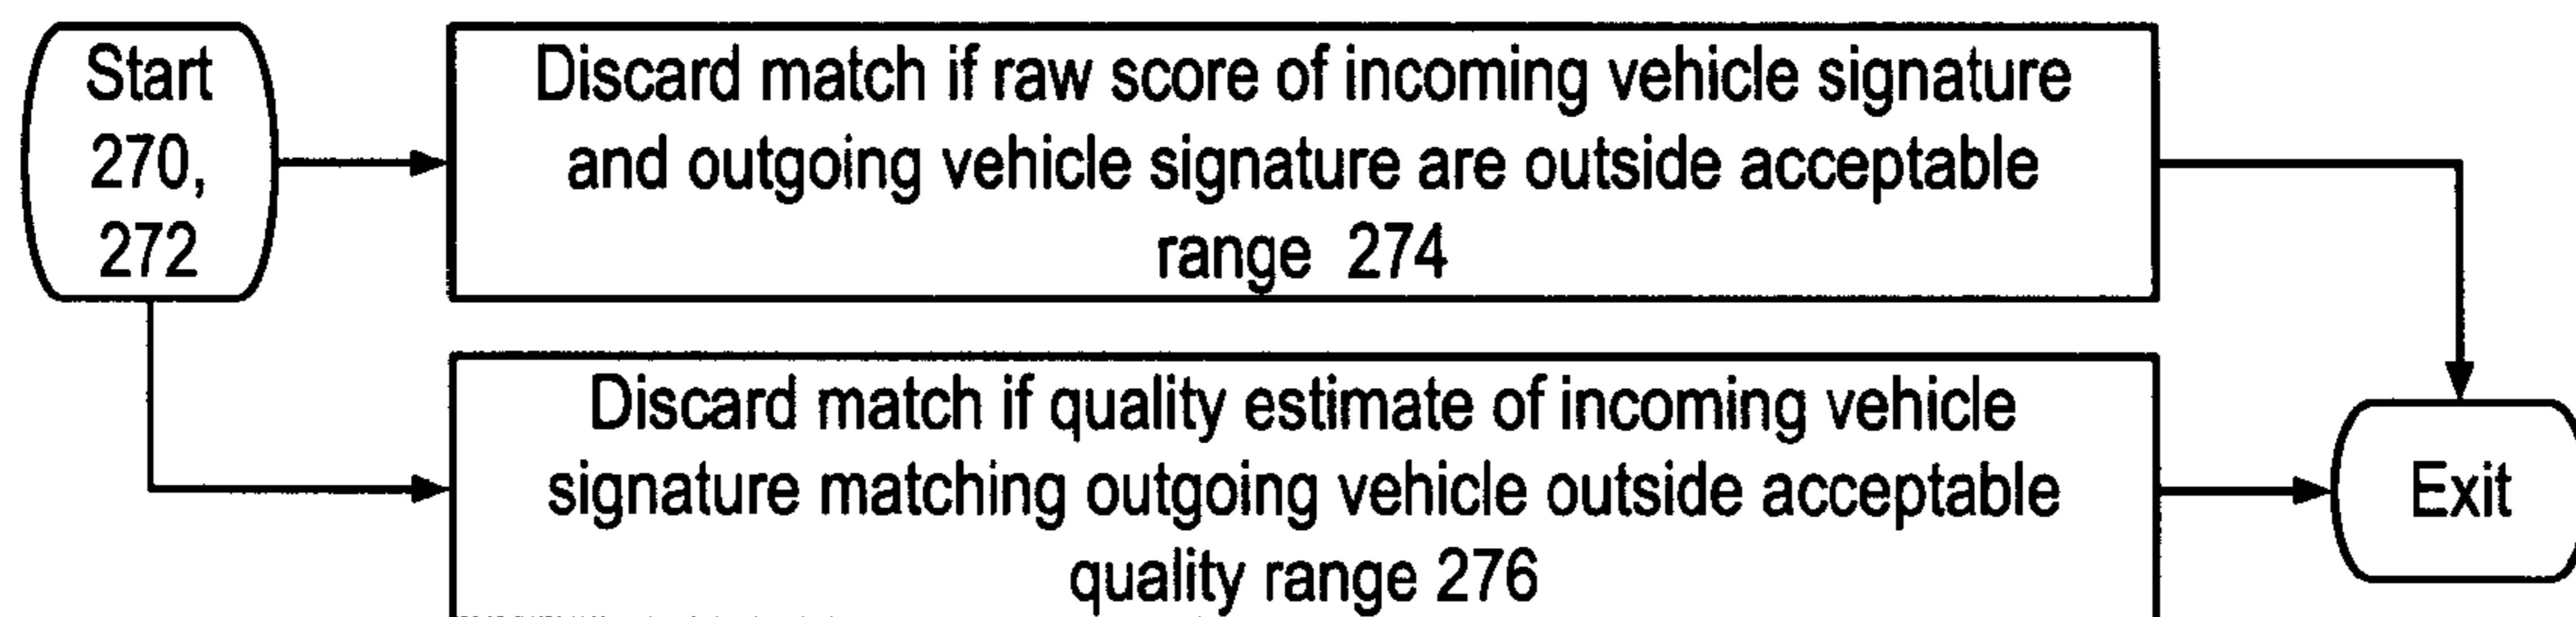 Start
270,
272
Discard match if raw score of incoming vehicle signature
and outgoing vehicle signature are outside acceptable
range 274
Discard match if quality estimate of incoming vehicle
signature matching outgoing vehicle outside acceptable
quality range 276
Exit